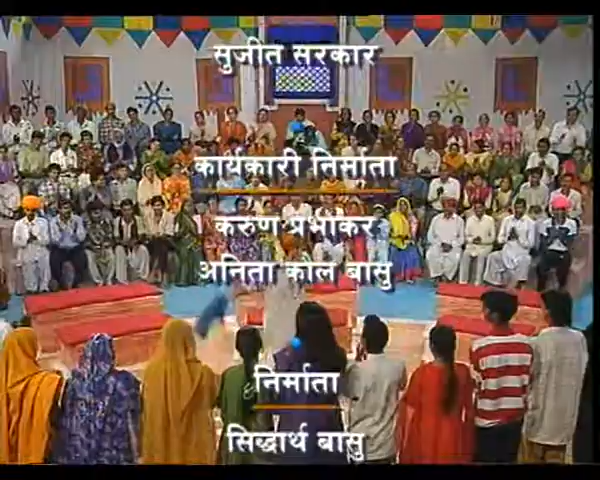 सुजीत सरकार
कार्यकारी निर्माता
करुण प्रभाकर
अनिता कौल बासु
निर्माता
सिद्धार्थ बासु